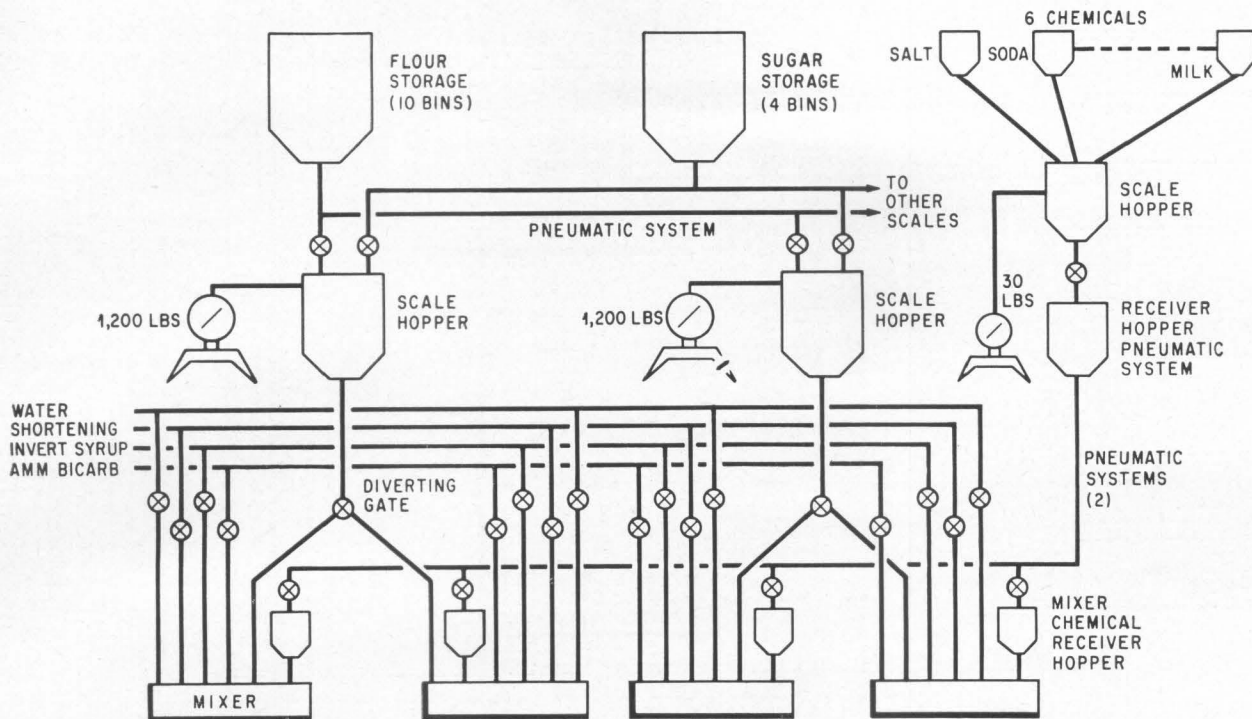 6 CHEMICALS
SALT
SODA
MILK
FLOUR
STORAGE
(10 BINS)
SUGAR
STORAGE
(4 BINS)
TO
OTHER
SCALES
PNEUMATIC SYSTEM
SCALE
HOPPER
1,200 LBS
SCALE
HOPPER
1,200 LBS
SCALE
HOPPER
30
LBS
RECEIVER
HOPPER
PNEUMATIC
SYSTEM
WATER
SHORTENING
INVERT SYRUP
AMM BICARB
DIVERTING
GATE
PNEUMATIC
SYSTEMS
(2)
MIXER
CHEMICAL
RECEIVER
HOPPER
MIXER